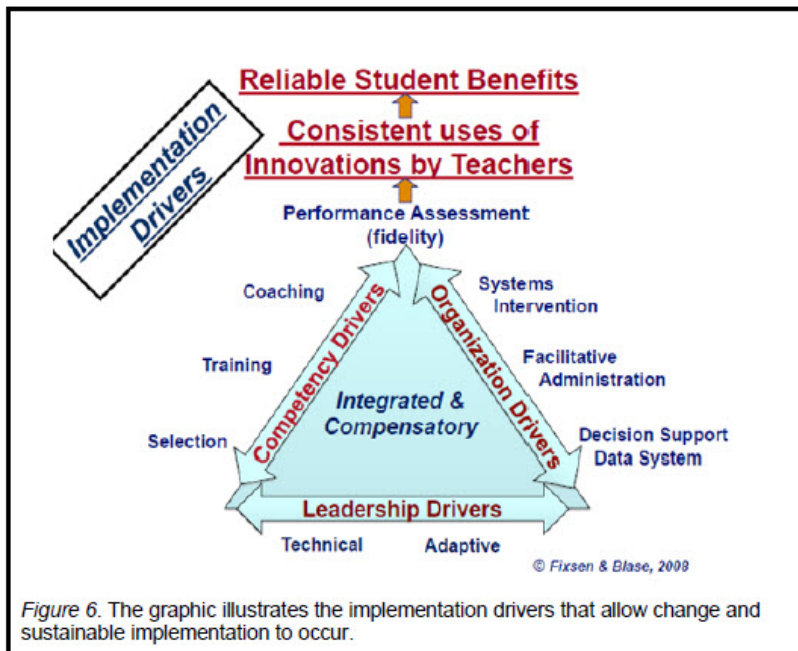 Reliable Student Benefits
Consistent uses of
Innovations by Teachers
Implementation
Drivers
Performance Assessment
(fidelity)
Coaching
Training
Selection
Competency Drivers
Organization Drivers
Systems
Intervention
Facilitative
Administration
Decision Support
Data System
Integrated &
Compensatory
Leadership Drivers
Technical Adaptive
© Fixsen & Blase, 2008
Figure 6. The graphic illustrates the implementation drivers that allow change and
sustainable implementation to occur.